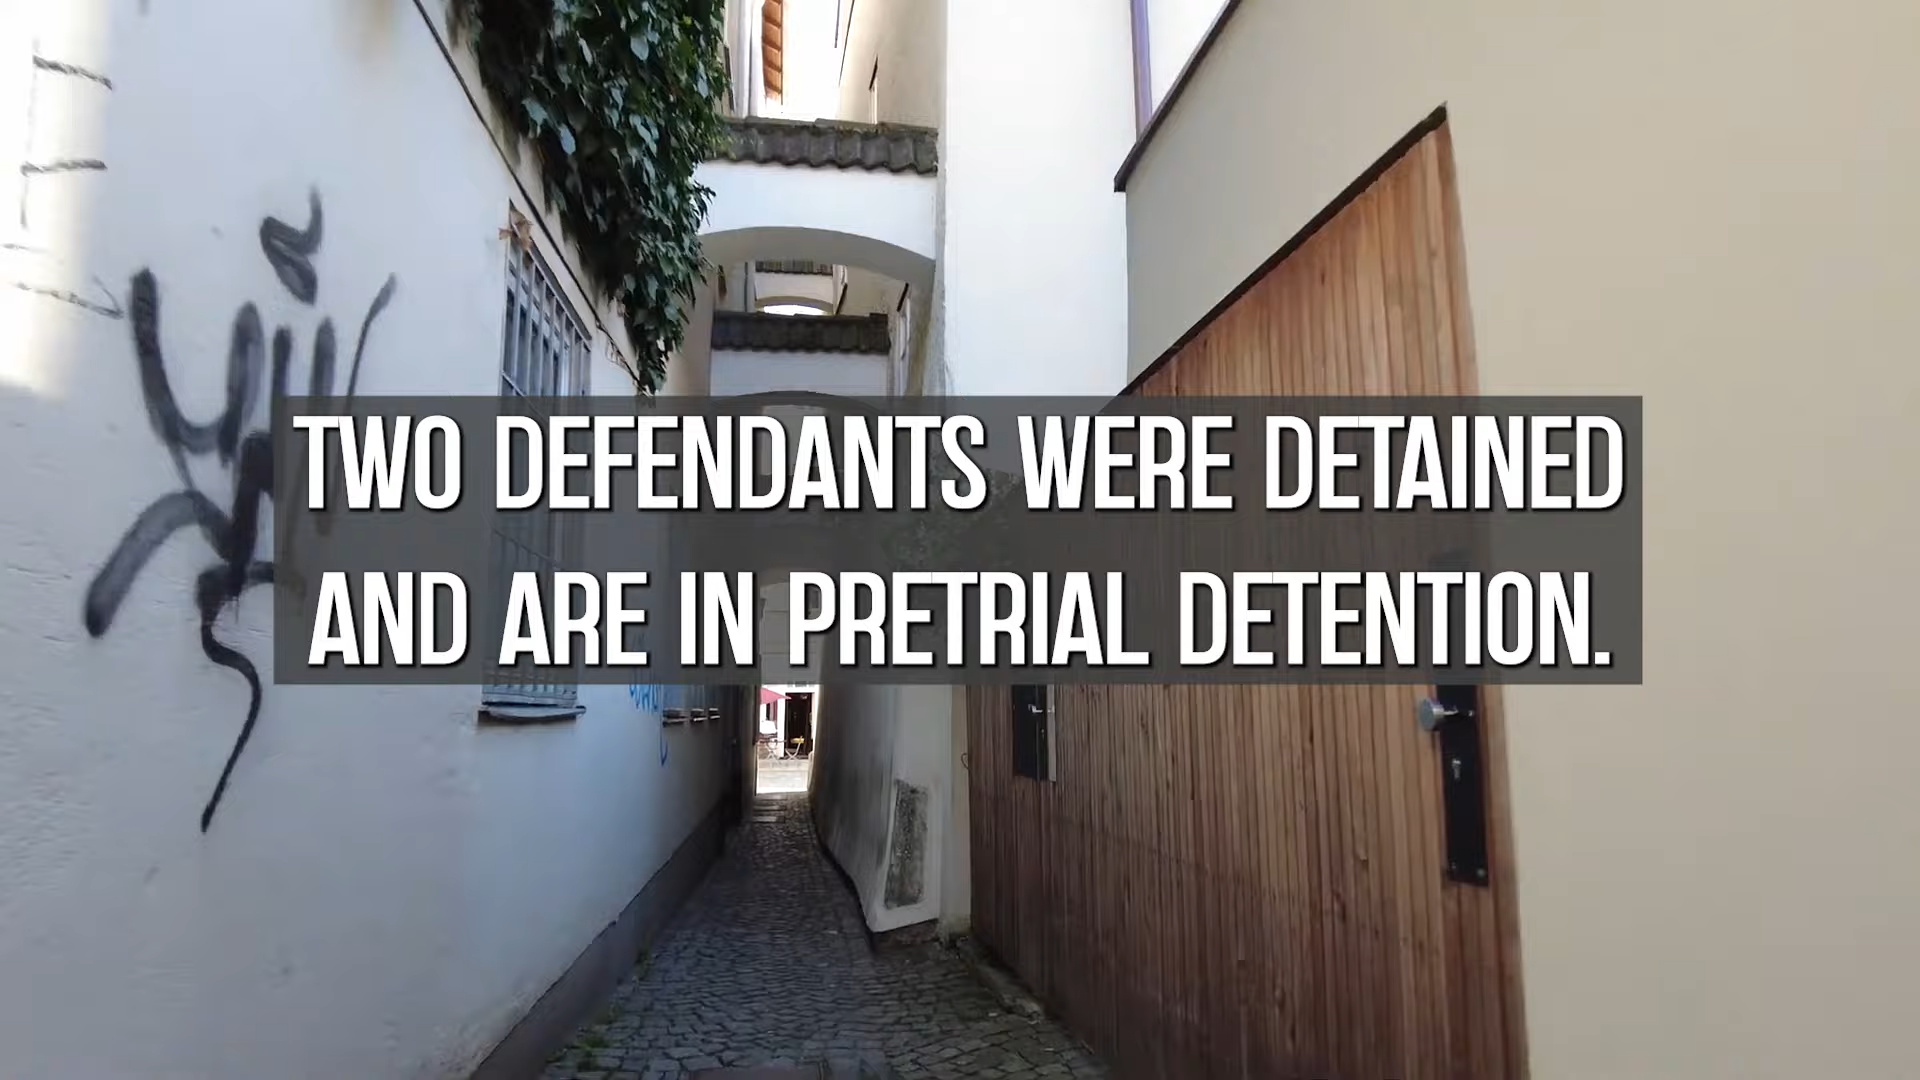 TWO DEFENDANTS WERE DETAINED
AND ARE IN PRETRIAL DETENTION.